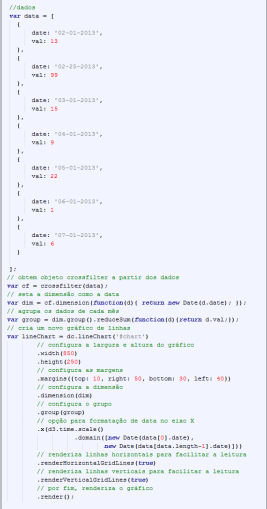 //dados
var data = [
{
date: "02-01-2013",
val: 13
},
{
date: "02-25-2013",
val: 99
},
{
date: "03-01-2013",
val: 15
},
{
date: "04-01-2013",
val: 9
},
{
date: "05-01-2013",
val: 22
},
{
date: "06-01-2013",
val: 1
},
{
date: "07-01-2013",
val: 6
}
];
// obtem objeto crossfilter a partir dos dados
var cf = crossfilter(data);
// seta a dimensão como a data
var dim = cf.dimension(function(d){ return new Date(d.date); });
// agrupa os dados de cada mês
var group = dim.group().reduceSum(function(d){return d.val;});
// cria um novo gráfico de linhas
var lineChart = dc.lineChart('#chart')
// configura a largura e altura do gráfico
.width(550)
.height(250)
// configura as margens
.margins({top: 10, right: 50, bottom: 30, left: 40})
// configura a dimensão
.dimension(dim)
// configura o grupo
.group(group)
// opção para formatação de data no eixo X
.x(d3.time.scale()
.domain([new Date(data[0].date),
new Date(data[data.length-1].date)]))
// renderiza linhas horizontais para facilitar a leitura
.renderHorizontalGridLines(true)
// renderiza linhas verticais para facilitar a leitura
.renderVerticalGridLines(true)
// por fim, renderiza o gráfico
.render();